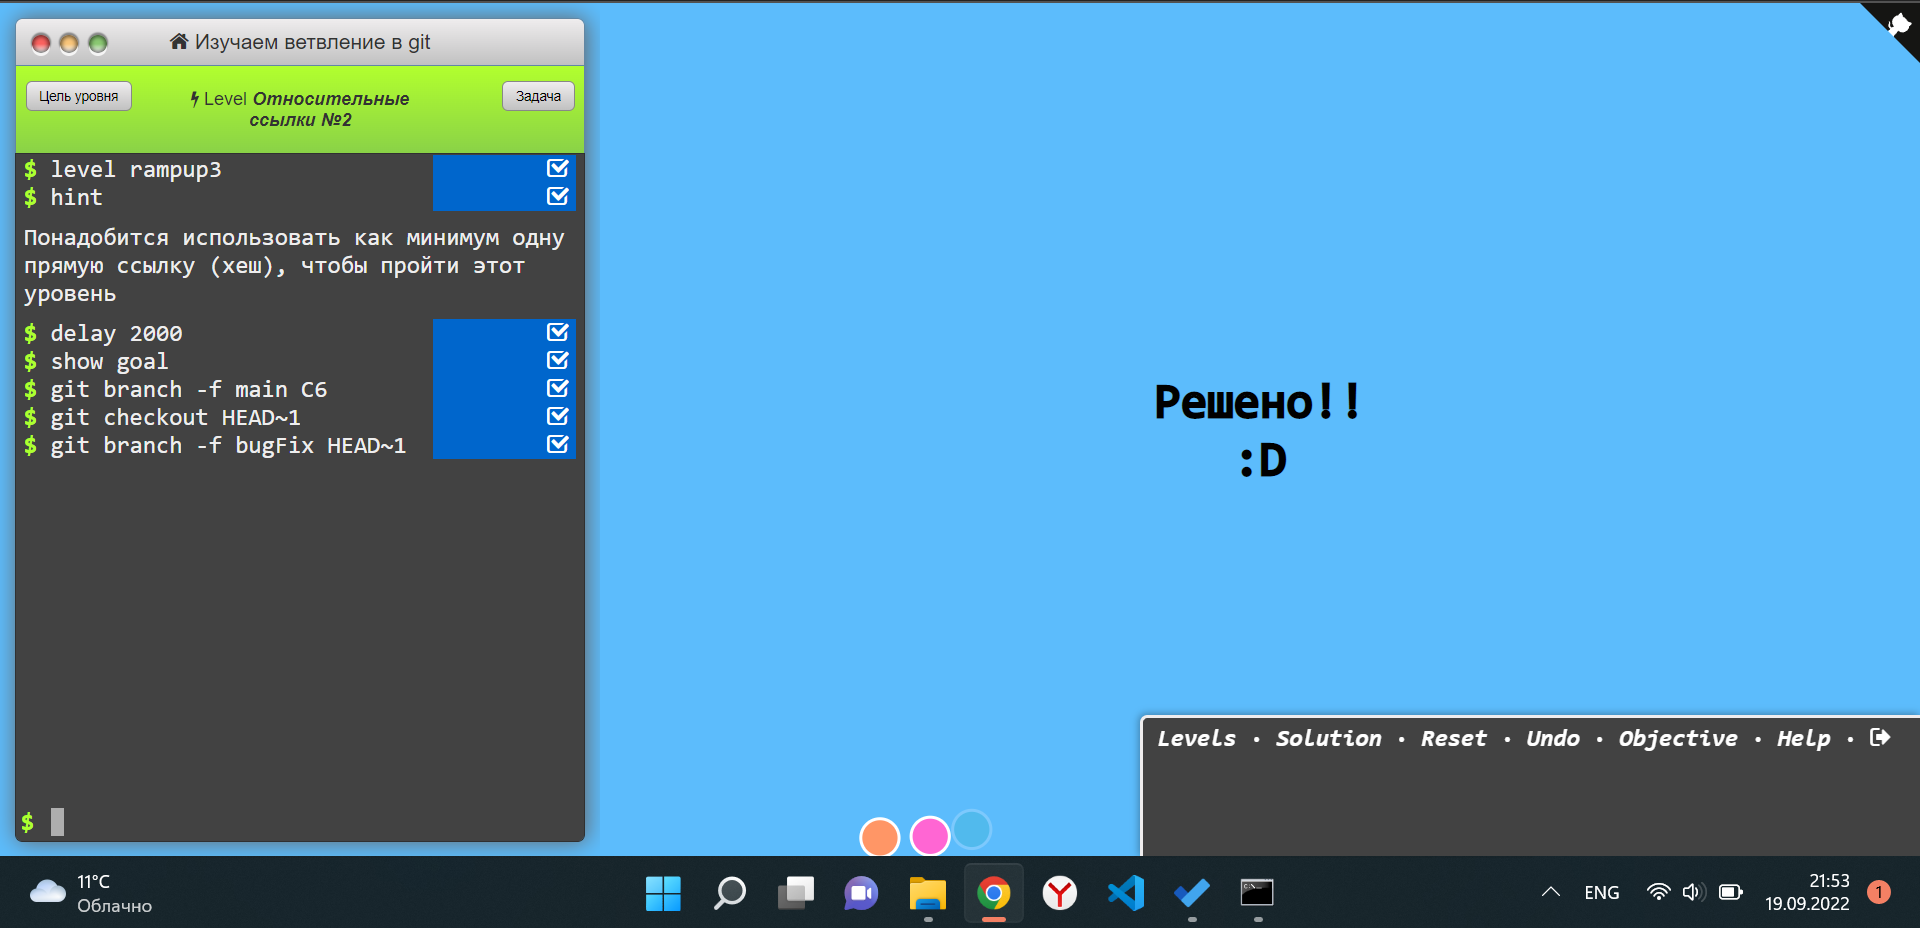 Изучаем ветвление в git
Цель уровня
Level Относительные
ссылки №2
Задача
$ level rampup3
$ hint
Понадобится использовать как минимум одну
прямую ссылку (хеш), чтобы пройти этот
уровень
$ delay 2000
$ show goal
$ git branch -f main C6
$ git checkout HEAD~1
$ git branch -f bugFix HEAD~1
$
Решено!!
:D
Levels · Solution · Reset · Undo · Objective · Help ·
11°C
Облачно
ENG
21:53
19.09.2022
1